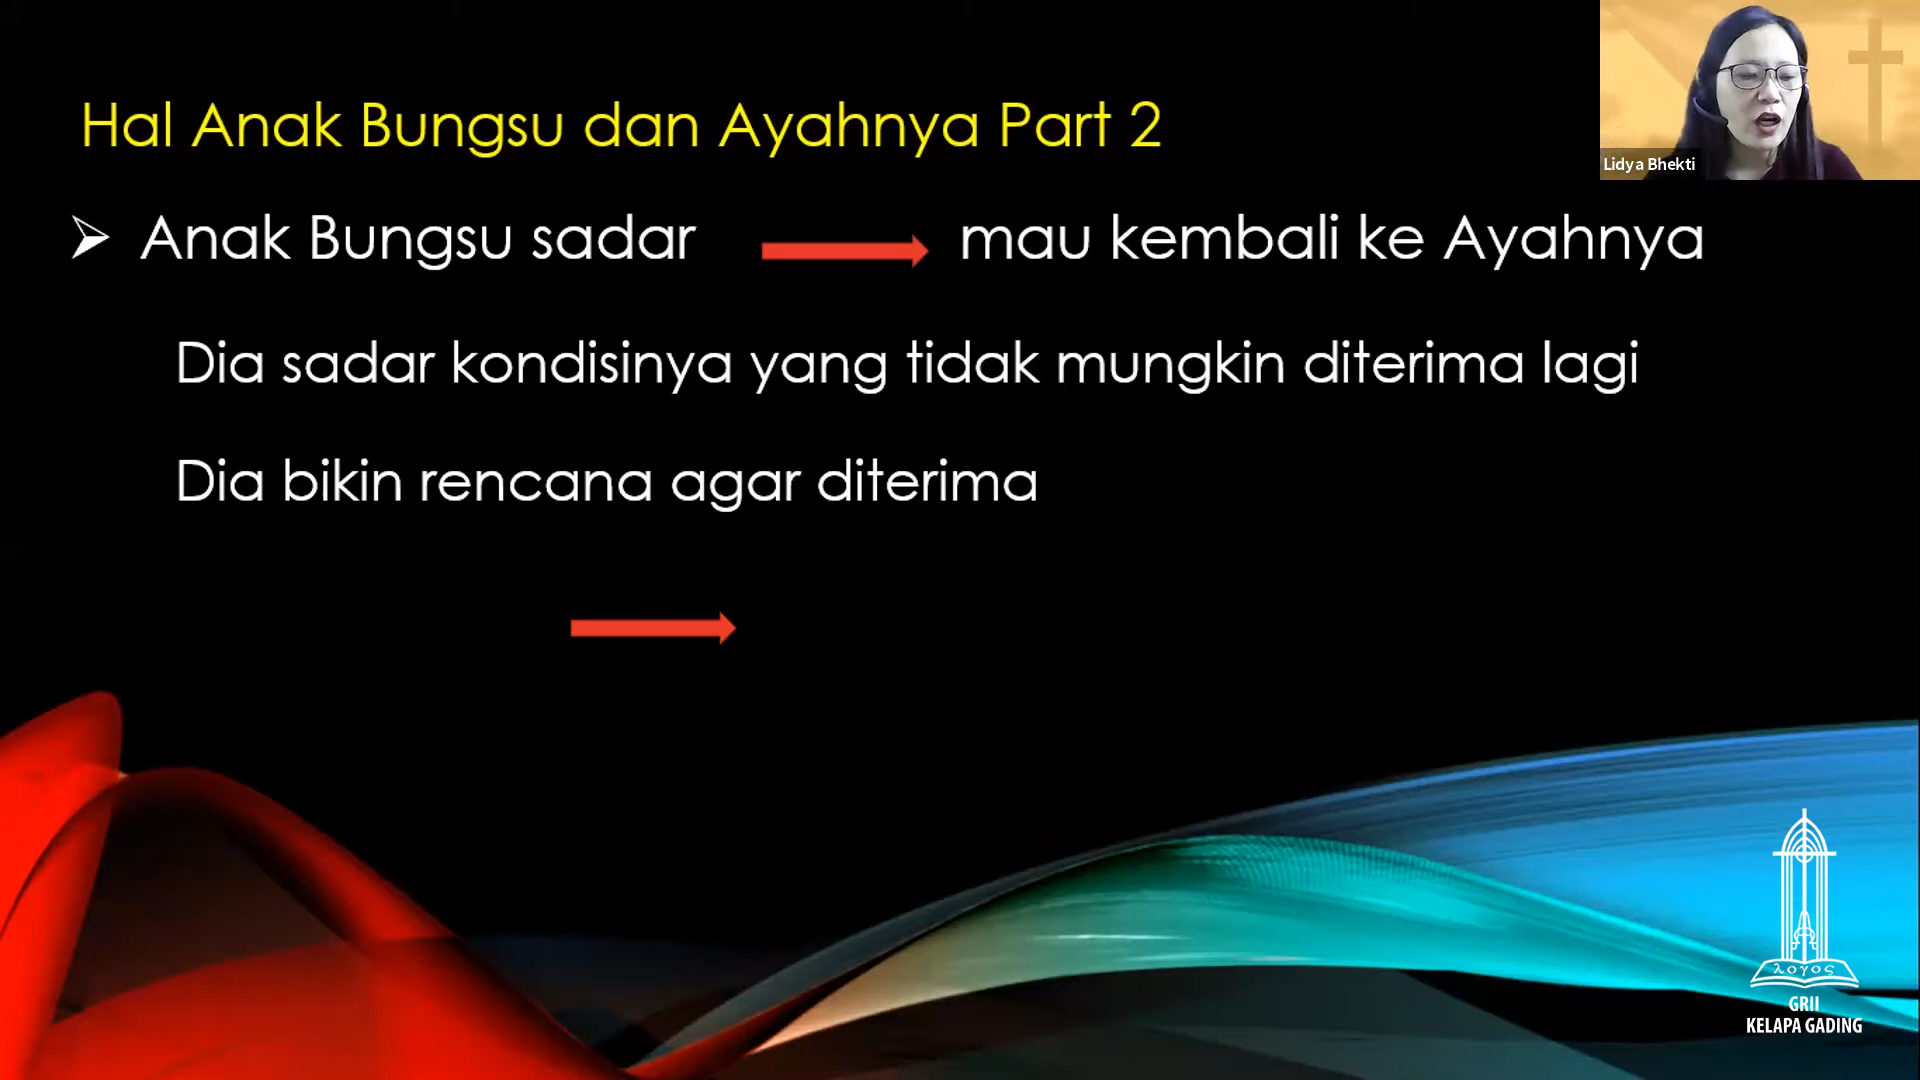 Hal Anak Bungsu dan Ayahnya Part 2
Lidya Bhekti
Anak Bungsu sadar mau kembali ke Ayahnya
Dia sadar kondisinya yang tidak mungkin diterima lagi
Dia bikin rencana agar diterima
λογος
GRII
KELAPA GADING